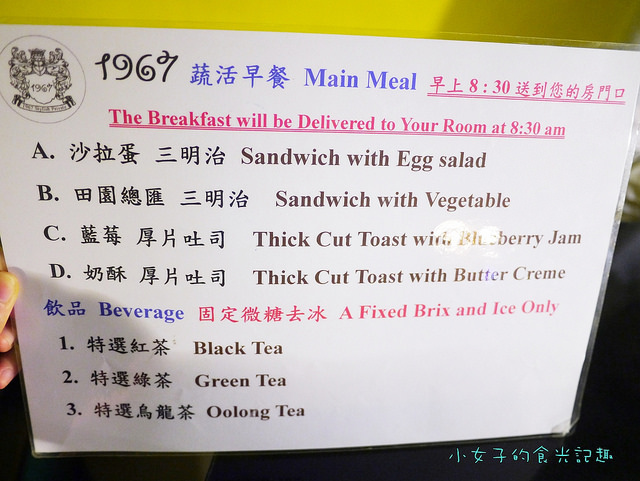 1967 蔬活早餐 Main Meal 早上 8:30 送到您的房門口
The Breakfast will be Delivered to Your Room at 8:30 am
A. 沙拉蛋 三明治 Sandwich with Egg salad
B. 田園總匯 三明治 Sandwich with Vegetable
C. 藍莓 厚片吐司 Thick Cut Toast with Blueberry Jam
D. 奶酥 厚片吐司 Thick Cut Toast with Butter Creme
飲品 Beverage 固定微糖去冰 A Fixed Brix and Ice Only
1. 特選紅茶 Black Tea
2. 特選綠茶 Green Tea
3. 特選烏龍茶 Oolong Tea
小女子的食光記趣
1967